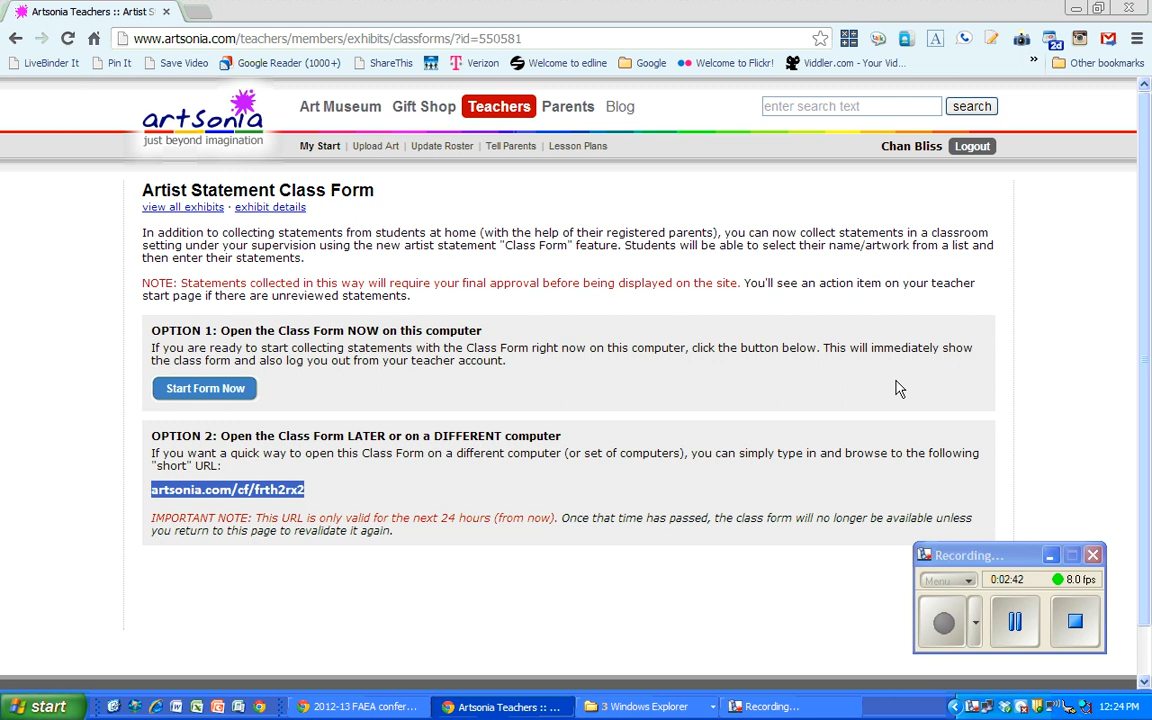 Artsonia Teachers :: Artist S
www.artsonia.com/teachers/members/exhibits/classforms/?id=550581
2d
LiveBinder It Pin It Save Video Google Reader (1000+) ShareThis Verizon Welcome to edline Google Welcome to Flickr! Viddler.com - Your Vid... » Other bookmarks
artsonia
just beyond imagination
Art Museum Gift Shop Teachers Parents Blog enter search text search
My Start | Upload Art | Update Roster | Tell Parents | Lesson Plans Chan Bliss Logout
Artist Statement Class Form
view all exhibits · exhibit details
In addition to collecting statements from students at home (with the help of their registered parents), you can now collect statements in a classroom
setting under your supervision using the new artist statement "Class Form" feature. Students will be able to select their name/artwork from a list and
then enter their statements.
NOTE: Statements collected in this way will require your final approval before being displayed on the site. You'll see an action item on your teacher
start page if there are unreviewed statements.
OPTION 1: Open the Class Form NOW on this computer
If you are ready to start collecting statements with the Class Form right now on this computer, click the button below. This will immediately show
the class form and also log you out from your teacher account.
Start Form Now
OPTION 2: Open the Class Form LATER or on a DIFFERENT computer
If you want a quick way to open this Class Form on a different computer (or set of computers), you can simply type in and browse to the following
"short" URL:
artsonia.com/cf/frth2rx2
IMPORTANT NOTE: This URL is only valid for the next 24 hours (from now). Once that time has passed, the class form will no longer be available unless
you return to this page to revalidate it again.
Recording...
Menu 0:02:42 8.0 fps
start 2012-13 FAEA confer... Artsonia Teachers :: ... 3 Windows Explorer Recording... 12:24 PM